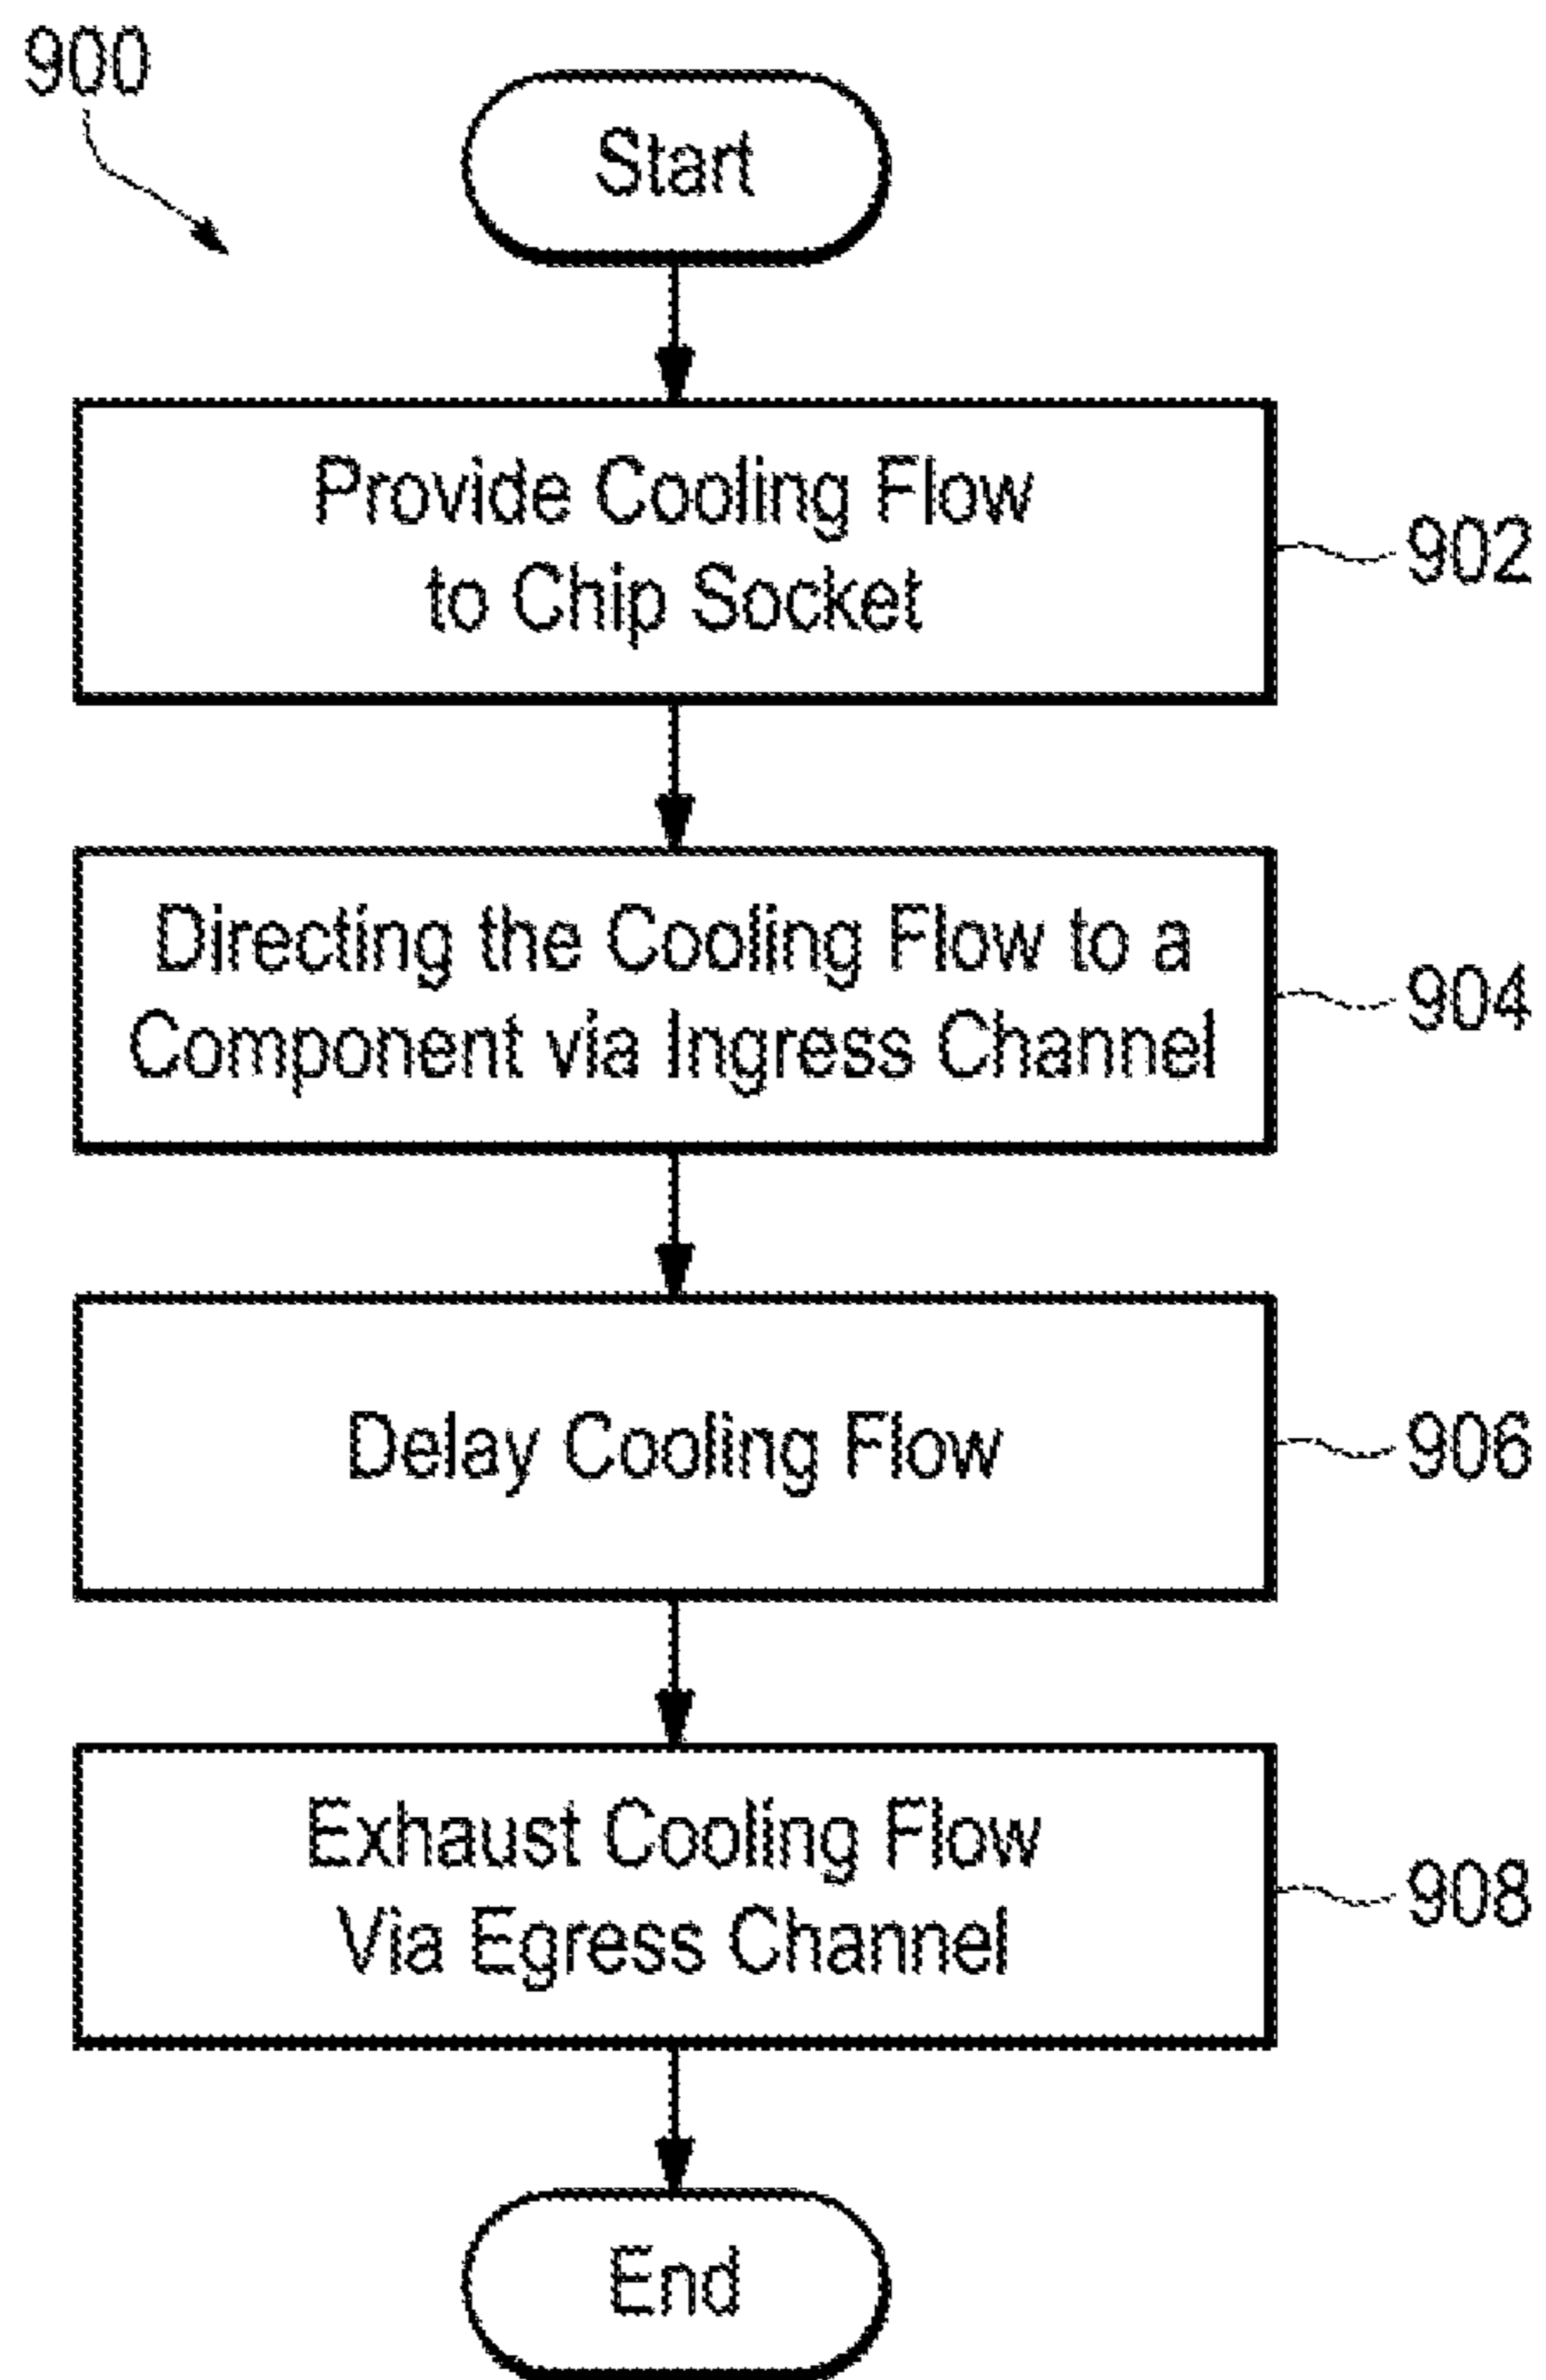 900
Start
Provide Cooling Flow
to Chip Socket
902
Directing the Cooling Flow to a
Component via Ingress Channel
904
Delay Cooling Flow
906
Exhaust Cooling Flow
Via Egress Channel
908
End